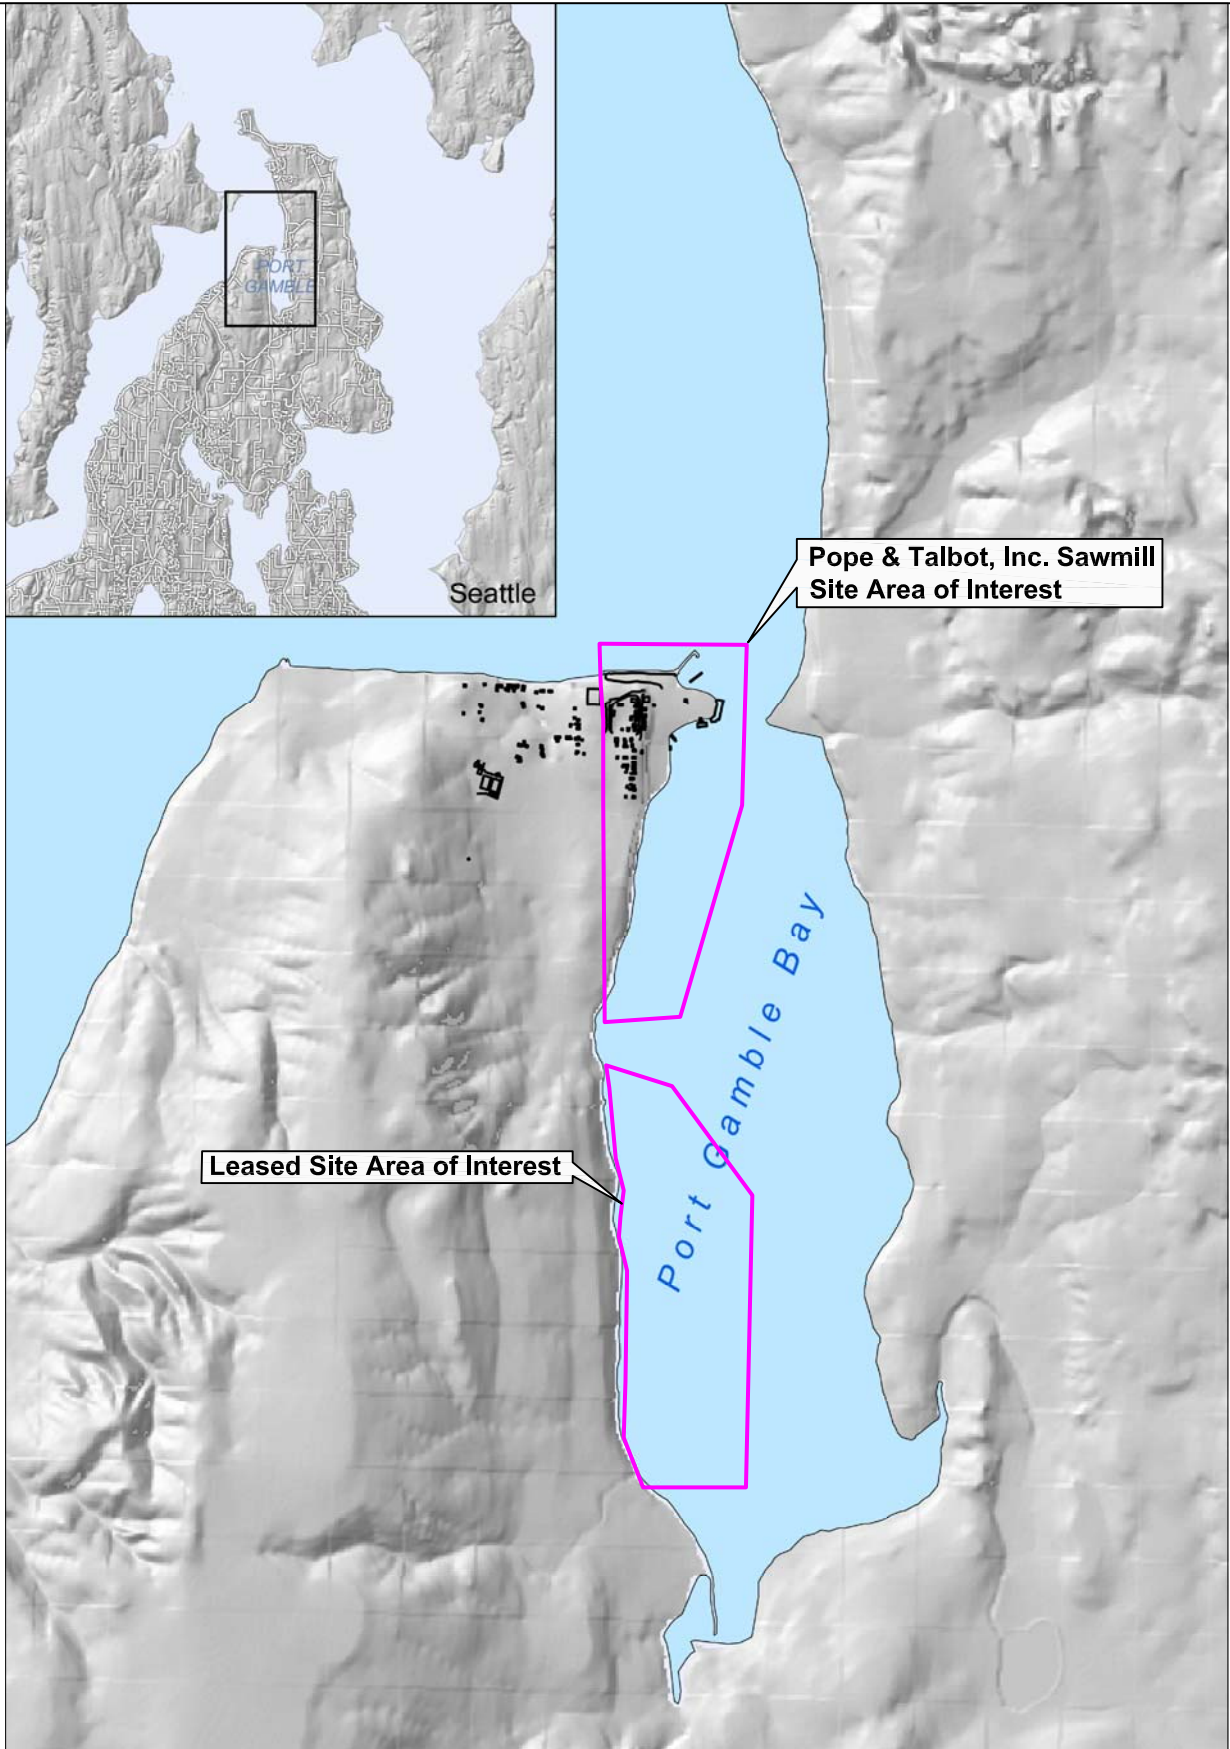 PORT
GAMBLE
Seattle
Pope & Talbot, Inc. Sawmill
Site Area of Interest
Port Gamble Bay
Leased Site Area of Interest